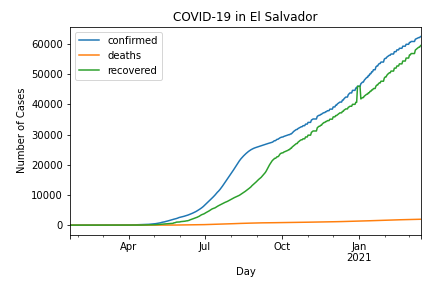 COVID-19 in El Salvador
confirmed
deaths
recovered
Number of Cases
60000
50000
40000
30000
20000
10000
0
Apr
Jul
Oct
Jan
2021
Day